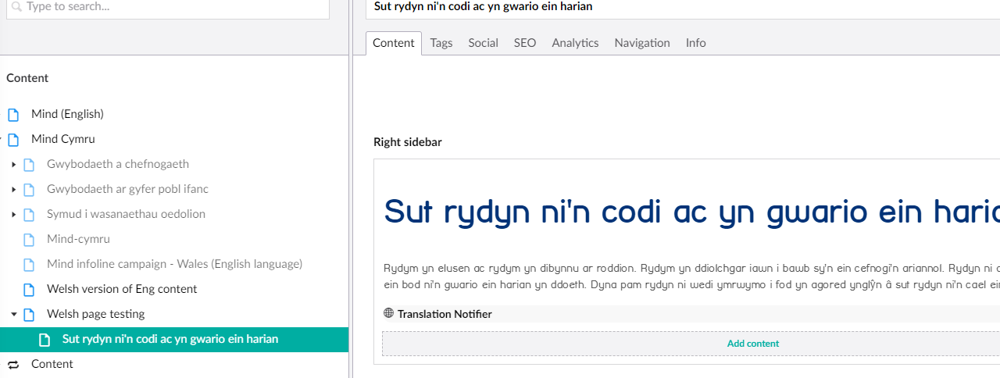 Type to search...
Sut rydyn ni'n codi ac yn gwario ein harian
Content Tags Social SEO Analytics Navigation Info
Content
Mind (English)
Mind Cymru
Gwybodaeth a chefnogaeth
Gwybodaeth ar gyfer pobl ifanc
Symud i wasanaethau oedolion
Mind-cymru
Mind infoline campaign - Wales (English language)
Welsh version of Eng content
Welsh page testing
Sut rydyn ni'n codi ac yn gwario ein harian
Content
Right sidebar
Sut rydyn ni'n codi ac yn gwario ein
Rydym yn elusen ac rydym yn dibynnu ar roddion. Rydym yn ddiolchgar iawn i bawb sy'n ein cefnogi'n ariannol. Rydyn ni
ein bod ni'n gwario ein harian yn ddoeth. Dyna pam rydyn ni wedi ymrwymo i fod yn agored ynglŷn â sut rydyn ni'n cael
Translation Notifier
Add content